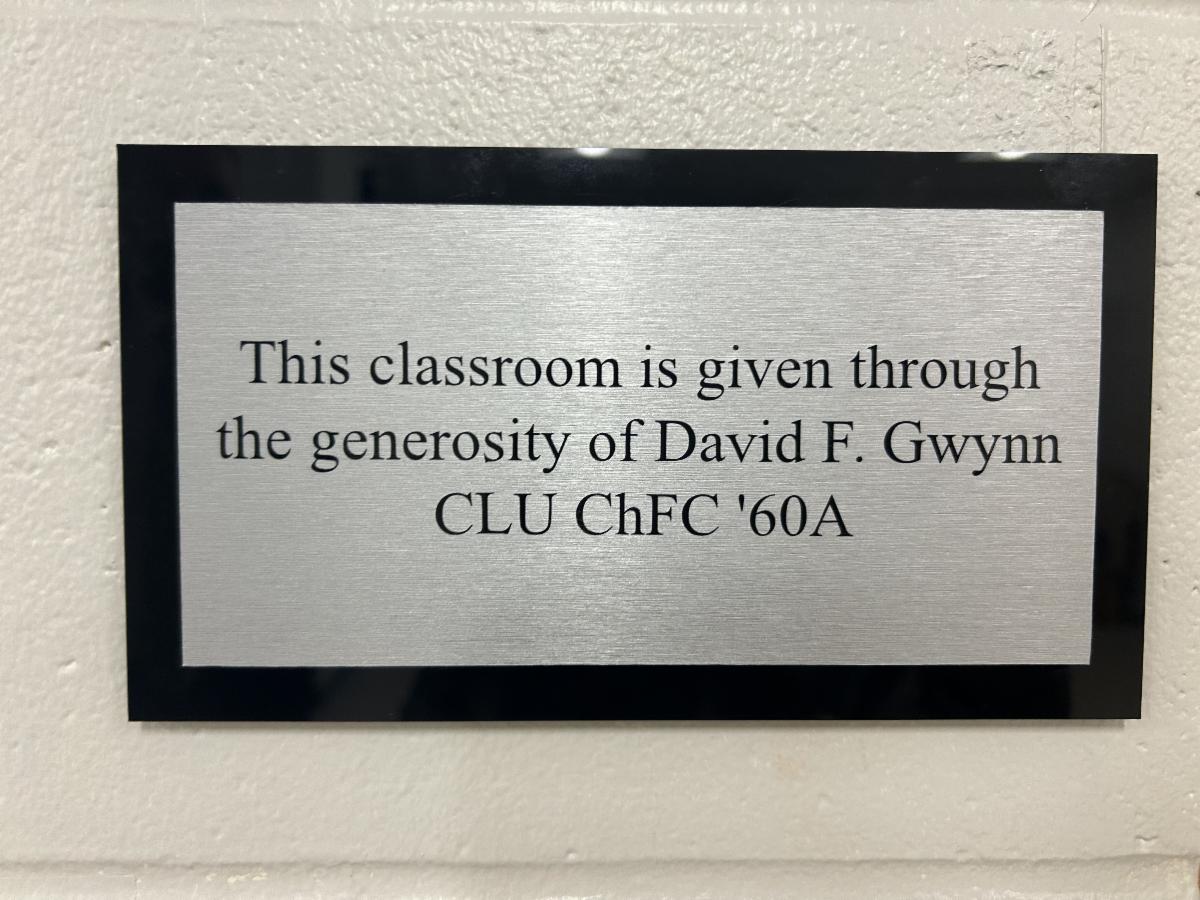 This classroom is given through
the generosity of David F. Gwynn
CLU ChFC '60A